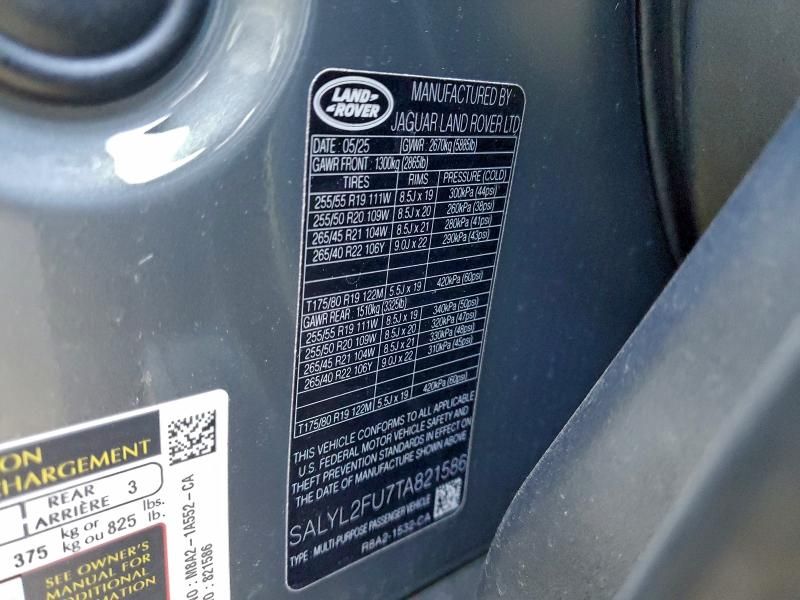 LAND-
ROVER
MANUFACTURED BY
JAGUAR LAND ROVER LTD
DATE : 05/25 GVWR : 2670kg (5885lb)
GAWR FRONT : 1300kg (2865lb)
TIRES RIMS PRESSURE (COLD)
255/55 R19 111W 8.5J x 19 300kPa (44psi)
255/50 R20 109W 8.5J x 20 260kPa (38psi)
265/45 R21 104W 8.5J x 21 280kPa (41psi)
265/40 R22 106Y 9.0J x 22 290kPa (43psi)
T175/80 R19 122M 5.5J x 19 420kPa (60psi)
GAWR REAR : 1510kg (3325lb)
255/55 R19 111W 8.5J x 19 340kPa (50psi)
255/50 R20 109W 8.5J x 20 320kPa (47psi)
265/45 R21 104W 8.5J x 21 330kPa (48psi)
265/40 R22 106Y 9.0J x 22 310kPa (45psi)
T175/80 R19 122M 5.5J x 19 420kPa (60psi)
THIS VEHICLE CONFORMS TO ALL APPLICABLE
U.S. FEDERAL MOTOR VEHICLE SAFETY AND
THEFT PREVENTION STANDARDS IN EFFECT ON
THE DATE OF MANUFACTURE SHOWN ABOVE
SALYL2FU7TA821586
TYPE : MULTI-PURPOSE PASSENGER VEHICLE
R8A2-1532-CA
ON
CHARGEMENT
REAR
ARRIÈRE 3
375 kg or
kg ou 825 lbs.
lb.
SEE OWNER'S
MANUAL FOR
ADDITIONAL
INFORMATION
NO : M8A2-1A552-CA
: 821586